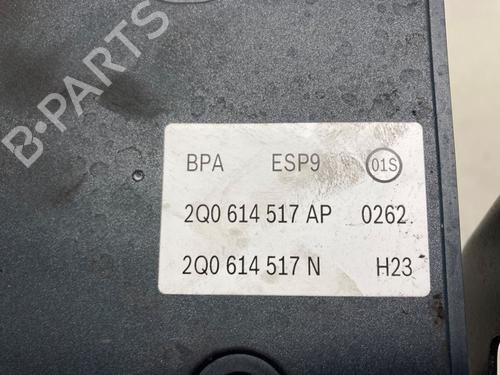 B-PARTS
BPA ESP9 01S
2Q0 614 517 AP 0262
2Q0 614 517 N H23